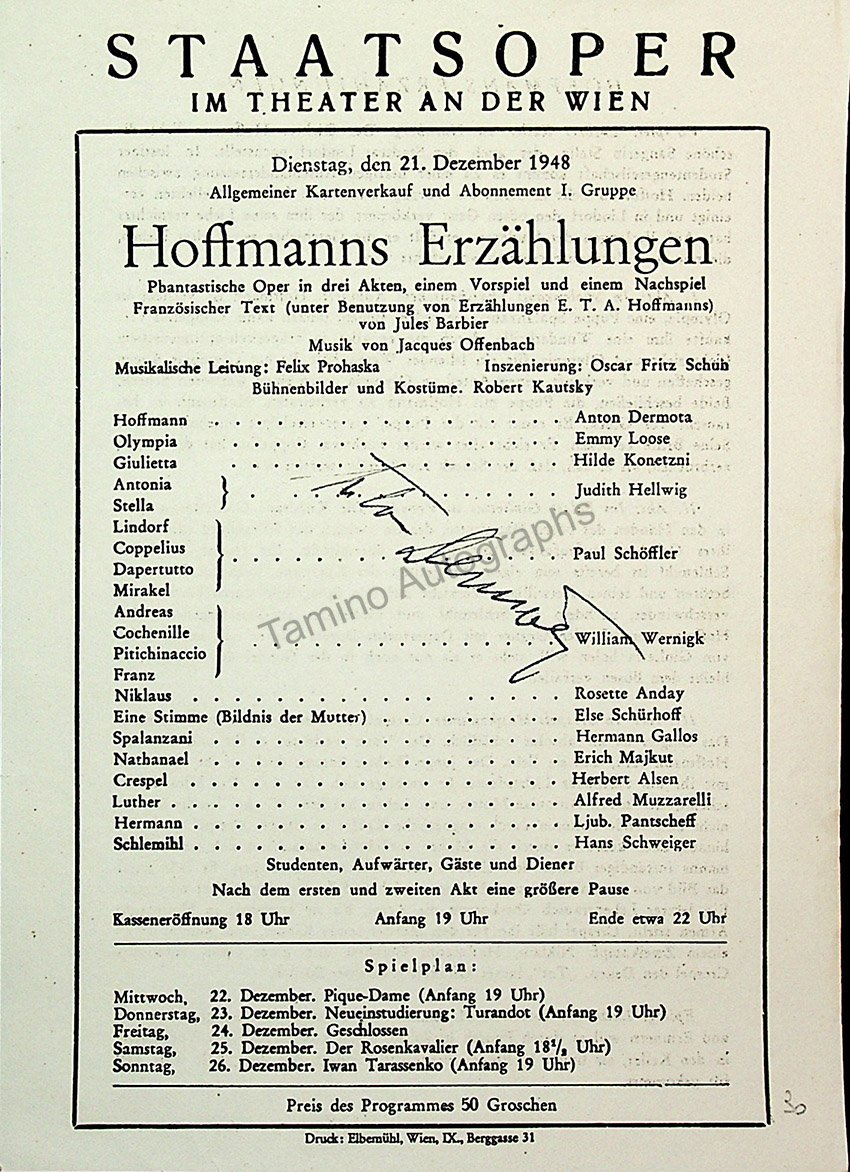 STAATSOPER
IM THEATER AN DER WIEN
Dienstag, den 21. Dezember 1948
Allgemeiner Kartenverkauf und Abonnement I. Gruppe
Hoffmanns Erzählungen
Phantastische Oper in drei Akten, einem Vorspiel und einem Nachspiel
Französischer Text (unter Benutzung von Erzählungen E. T. A. Hoffmanns)
von Jules Barbier
Musik von Jacques Offenbach
Musikalische Leitung: Felix Prohaska Inszenierung: Oscar Fritz Schuh
Bühnenbilder und Kostüme. Robert Kautsky
Hoffmann . . . . . . . . . . . . . . . . . Anton Dermota
Olympia . . . . . . . . . . . . . . . . Emmy Loose
Giulietta . . . . . . . . . . . . . . . . Hilde Konetzni
Antonia
Stella } . . . . . . . . . . . . . . . Judith Hellwig
Lindorf
Coppelius
Dapertutto
Mirakel } . . . . . . . . . . . . . . . Paul Schöffler
Andreas
Cochenille
Pitichinaccio
Franz } . . . . . . . . . . . . . . . William Wernigk
Niklaus . . . . . . . . . . . . . . . . . Rosette Anday
Eine Stimme (Bildnis der Mutter) . . . . . . . . . Else Schürhoff
Spalanzani . . . . . . . . . . . . . . . . Hermann Gallos
Nathanael . . . . . . . . . . . . . . . . Erich Majkut
Crespel . . . . . . . . . . . . . . . . . Herbert Alsen
Luther . . . . . . . . . . . . . . . . . . Alfred Muzzarelli
Hermann . . . . . . . . . . . . . . . . . Ljub. Pantscheff
Schlemihl . . . . . . . . . . . . . . . . . Hans Schweiger
Studenten, Aufwärter, Gäste und Diener
Nach dem ersten und zweiten Akt eine größere Pause
Kasseneröffnung 18 Uhr Anfang 19 Uhr Ende etwa 22 Uhr
Spielplan:
Mittwoch, 22. Dezember. Pique-Dame (Anfang 19 Uhr)
Donnerstag, 23. Dezember. Neueinstudierung: Turandot (Anfang 19 Uhr)
Freitag, 24. Dezember. Geschlossen
Samstag, 25. Dezember. Der Rosenkavalier (Anfang 18¹/₂ Uhr)
Sonntag, 26. Dezember. Iwan Tarassenko (Anfang 19 Uhr)
Preis des Programmes 50 Groschen
Druck: Elbemühl, Wien, IX., Berggasse 31
30
Tamino Autographs